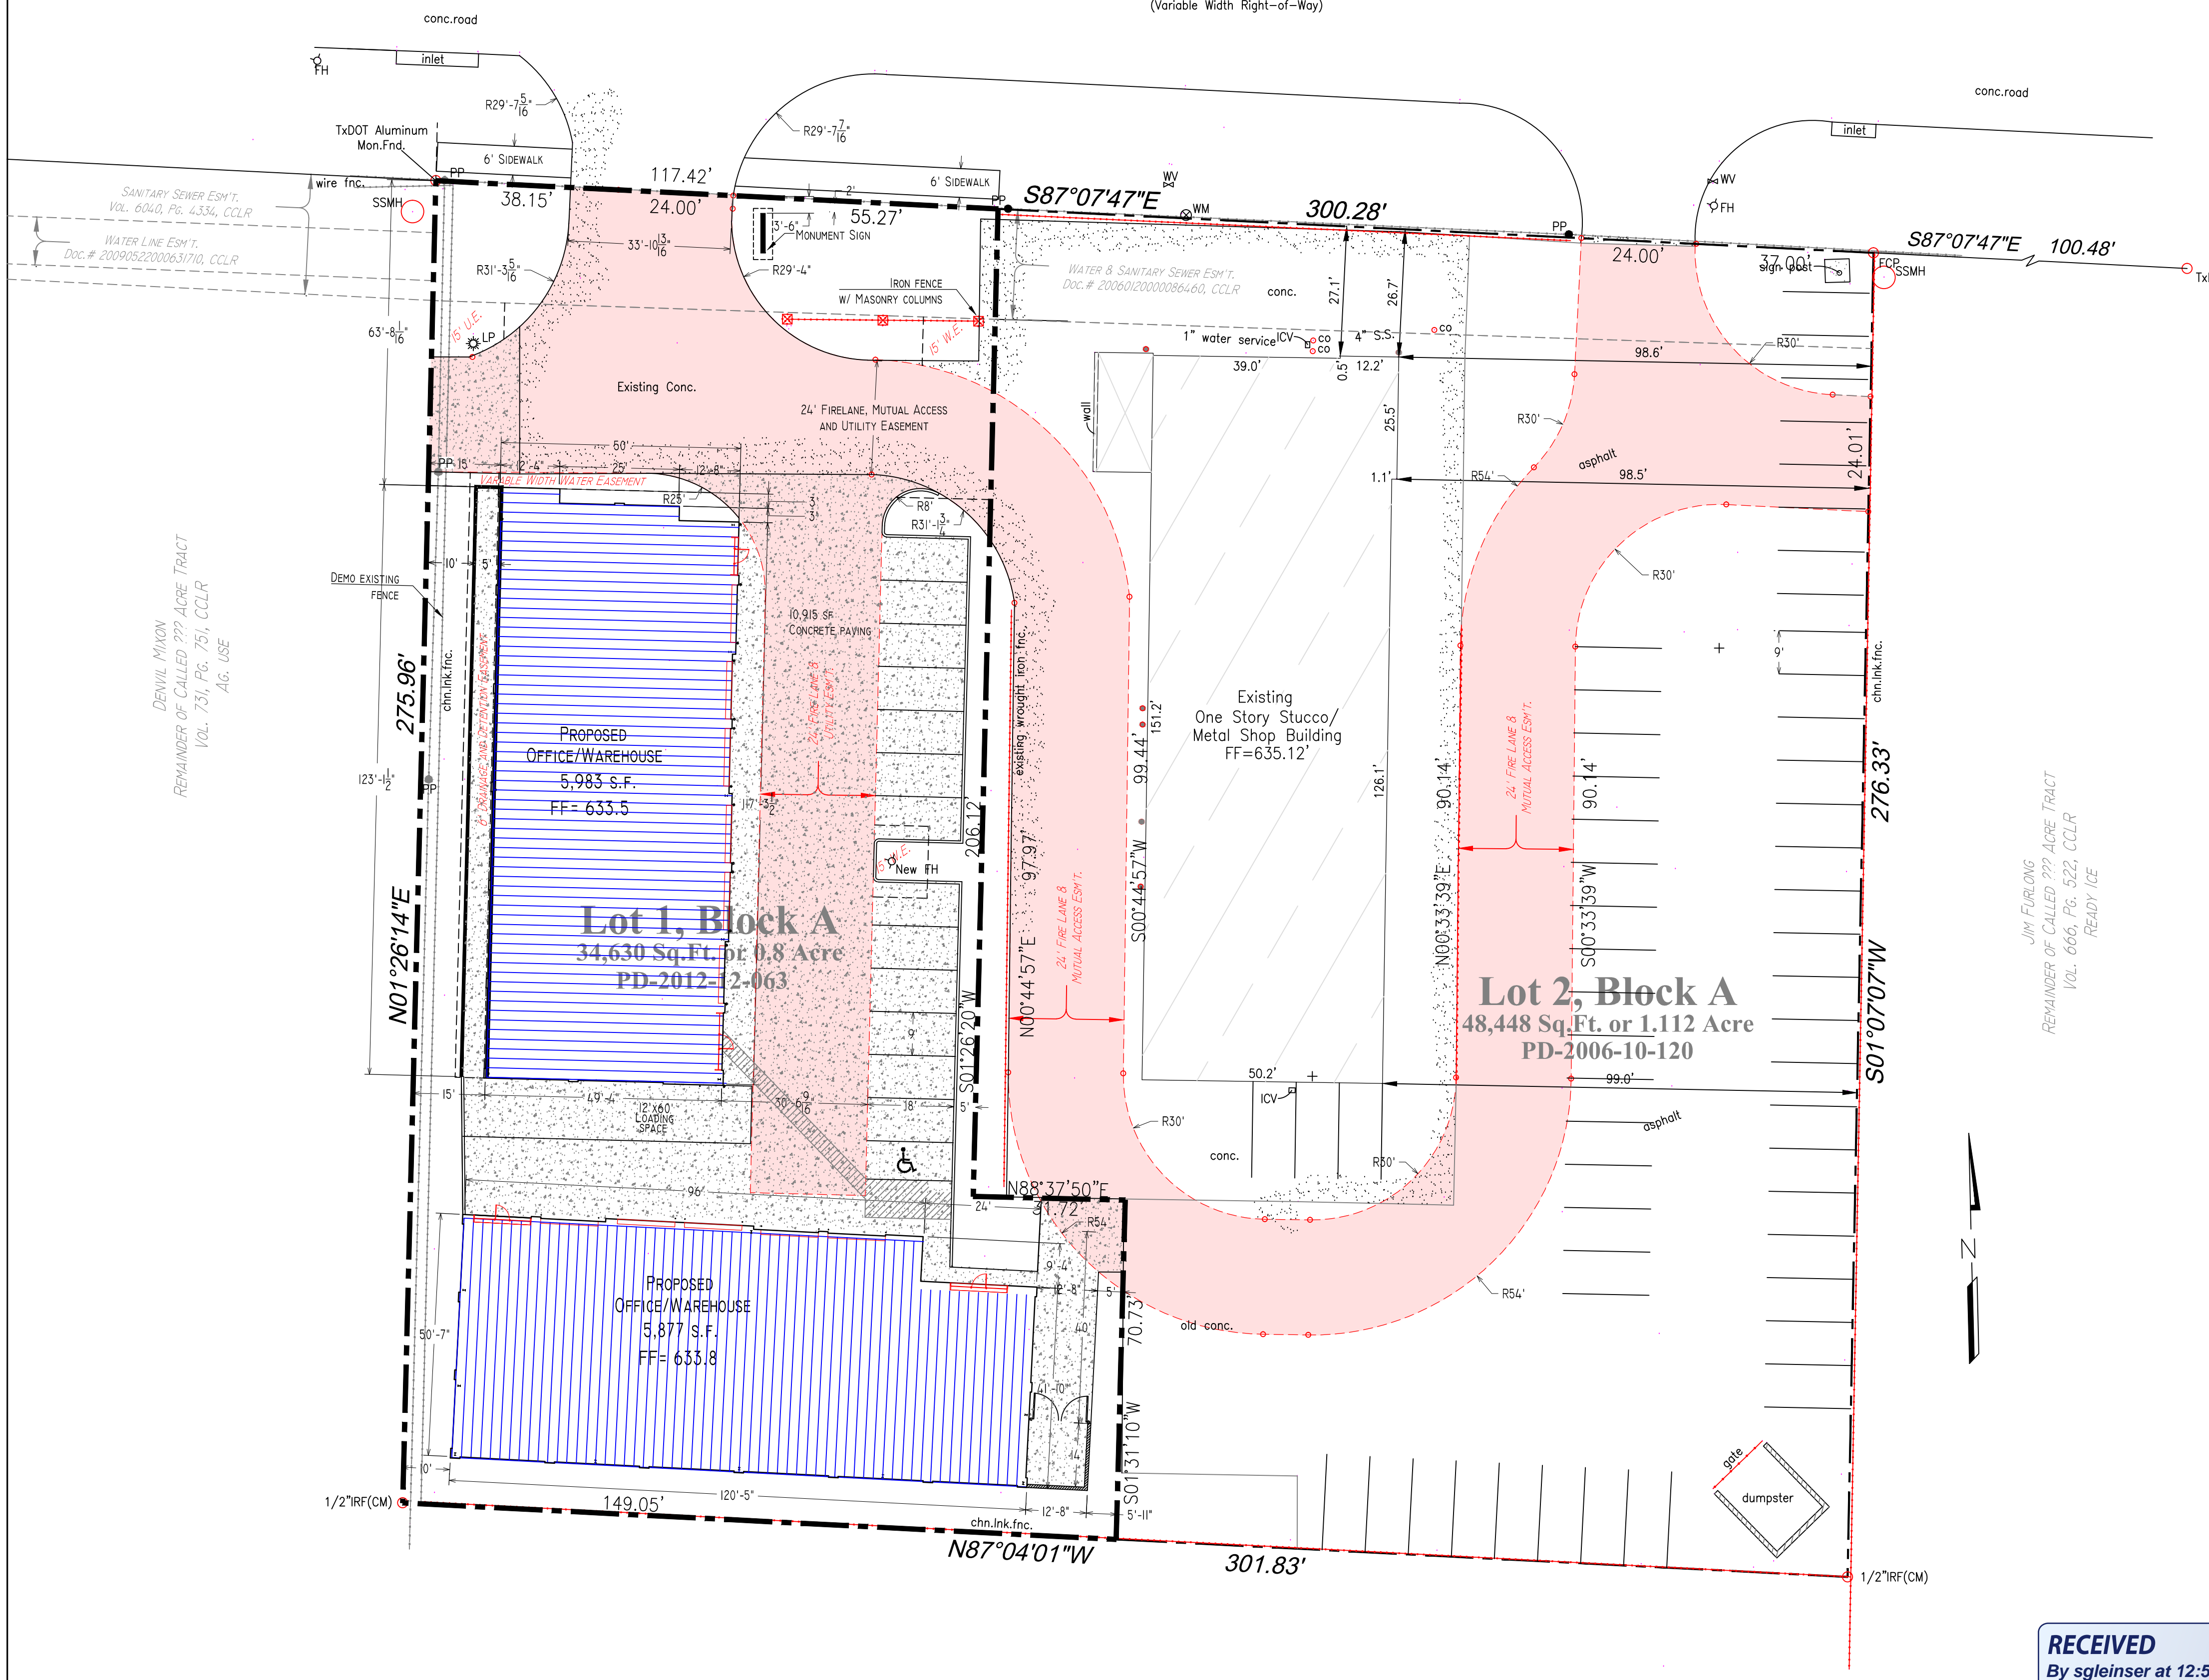 (Variable Width Right-of-Way)
conc.road
inlet
FH
R29'-7 5/16"
TxDOT Aluminum
Mon.Fnd.
PP
6' SIDEWALK
wire fnc.
SSMH
SANITARY SEWER ESM'T.
VOL. 6040, PG. 4334, CCLR
WATER LINE ESM'T.
DOC.# 20090522000631710, CCLR
38.15'
117.42'
24.00'
R29'-7 7/16"
6' SIDEWALK
2'
55.27'
3'-6"
MONUMENT SIGN
33'-10 13/16"
R31'-3 5/16"
R29'-4"
IRON FENCE
W/ MASONRY COLUMNS
PP
S87°07'47"E
300.28'
WV
WM
PP
WV
FH
conc.road
inlet
24.00'
37.00'
sign post
FCP
SSMH
S87°07'47"E 100.48'
WATER & SANITARY SEWER ESM'T.
DOC.# 20060120000086460, CCLR
conc.
27.1'
26.7'
1" water service
ICV
co
co
4" S.S.
co
39.0'
0.5'
12.2'
98.6'
R30'
15' U.E.
LP
15' W.E.
63'-8 1/16"
Existing Conc.
24' FIRELANE, MUTUAL ACCESS
AND UTILITY EASEMENT
wall
25.5'
R30'
asphalt
24.01'
1.1'
R54'
98.5'
PP
15'
50'
12'-4"
25'
12'-8"
VARIABLE WIDTH WATER EASEMENT
R25'
3'
3'
R8'
R31'-1 3/4"
R30'
10'
5'
DEMO EXISTING
FENCE
DENVIL MIXON
REMAINDER OF CALLED ??? ACRE TRACT
VOL. 731, PG. 751, CCLR
AG. USE
chn.lnk.fnc.
275.96'
N01°26'14"E
123'-1 1/2"
PP
PROPOSED
OFFICE/WAREHOUSE
5,983 S.F.
FF= 633.5
10,915 SF
CONCRETE PAVING
24' FIRE LANE &
UTILITY ESM'T.
117'-3 1/2"
15' W.E.
New FH
Lot 1, Block A
34,630 Sq.Ft. or 0.8 Acre
PD-2012-12-063
9'
206.12'
S01°26'20"W
existing wrought iron fnc.
97.97'
N00°44'57"E
24' FIRE LANE &
MUTUAL ACCESS ESM'T.
99.44'
S00°44'57"W
151.2'
Existing
One Story Stucco/
Metal Shop Building
FF=635.12'
126.1'
90.14'
N00°33'39"E
24' FIRE LANE &
MUTUAL ACCESS ESM'T.
90.14'
S00°33'39"W
9'
chn.lnk.fnc.
276.33'
S01°07'07"W
Lot 2, Block A
48,448 Sq.Ft. or 1.112 Acre
PD-2006-10-120
JIM FURLONG
REMAINDER OF CALLED ??? ACRE TRACT
VOL. 666, PG. 522, CCLR
READY ICE
15'
49'-4"
12'X60'
LOADING
SPACE
30'-6 9/16"
18'
5'
50.2'
ICV
99.0'
asphalt
R30'
conc.
R30'
96'
24'
N88°37'50"E
31.72'
R54'
PROPOSED
OFFICE/WAREHOUSE
5,877 S.F.
FF= 633.8
50'-7"
9'-4"
12'-8"
5'
40'
70.73'
S01°31'10"W
old conc.
R54'
41'-10"
14'
10'
120'-5"
12'-8"
5'-11"
1/2"IRF(CM)
149.05'
chn.lnk.fnc.
N87°04'01"W
301.83'
gate
dumpster
1/2"IRF(CM)
N
RECEIVED
By sgleinser at 12:5